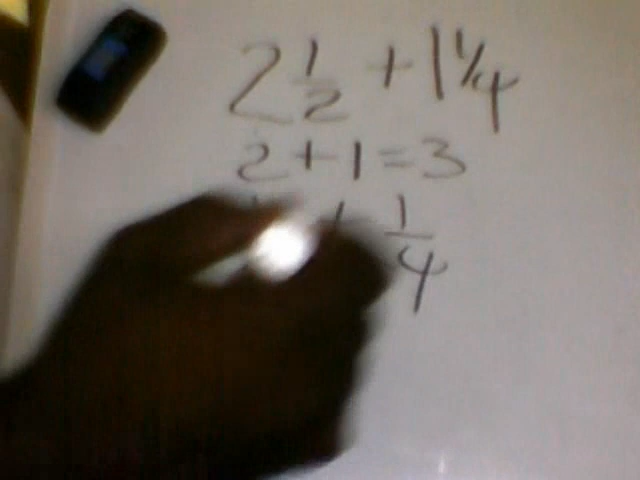 2 1/2 + 1 1/4
2 + 1 = 3
+ 1/4